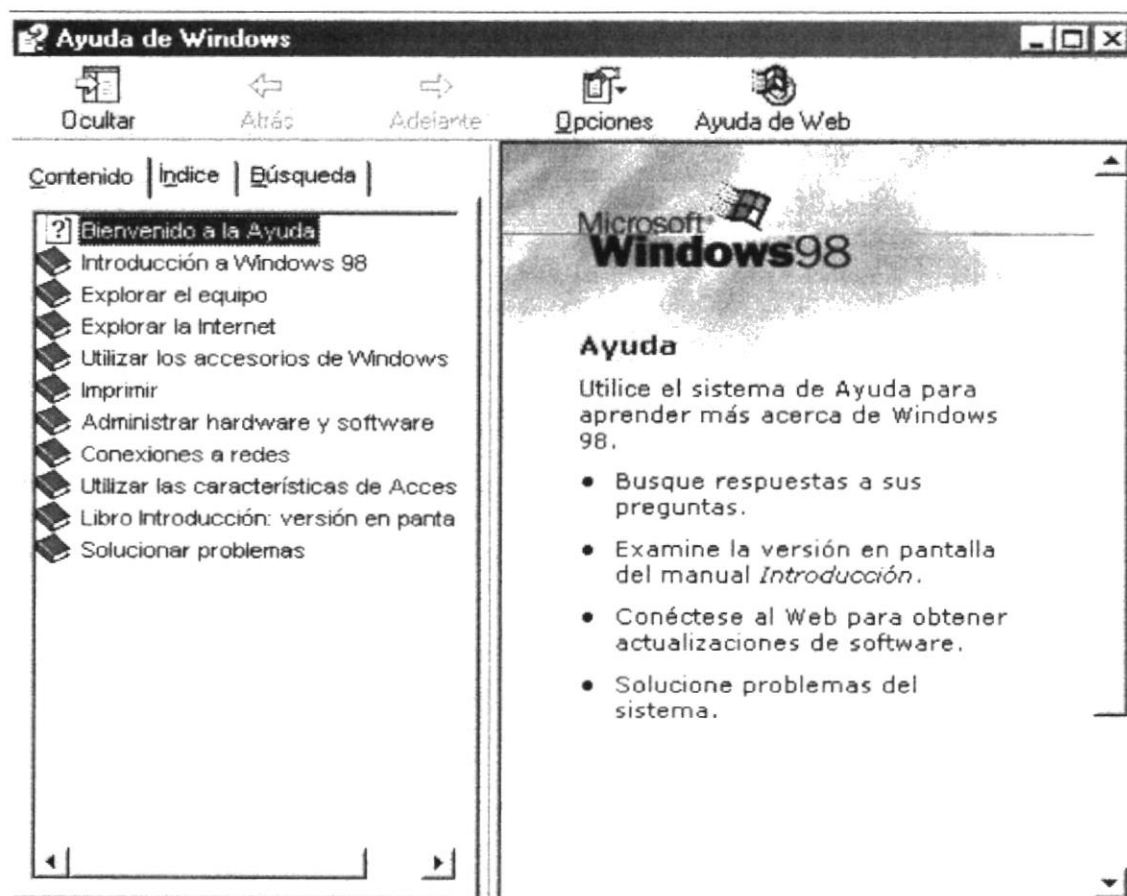 Ayuda de Windows
Ocultar Atrás Adelante Opciones Ayuda de Web
Contenido Índice Búsqueda
Bienvenido a la Ayuda
Introducción a Windows 98
Explorar el equipo
Explorar la Internet
Utilizar los accesorios de Windows
Imprimir
Administrar hardware y software
Conexiones a redes
Utilizar las características de Acces
Libro Introducción: versión en panta
Solucionar problemas
Microsoft
Windows98
Ayuda
Utilice el sistema de Ayuda para
aprender más acerca de Windows
98.
• Busque respuestas a sus
preguntas.
• Examine la versión en pantalla
del manual Introducción.
• Conéctese al Web para obtener
actualizaciones de software.
• Solucione problemas del
sistema.